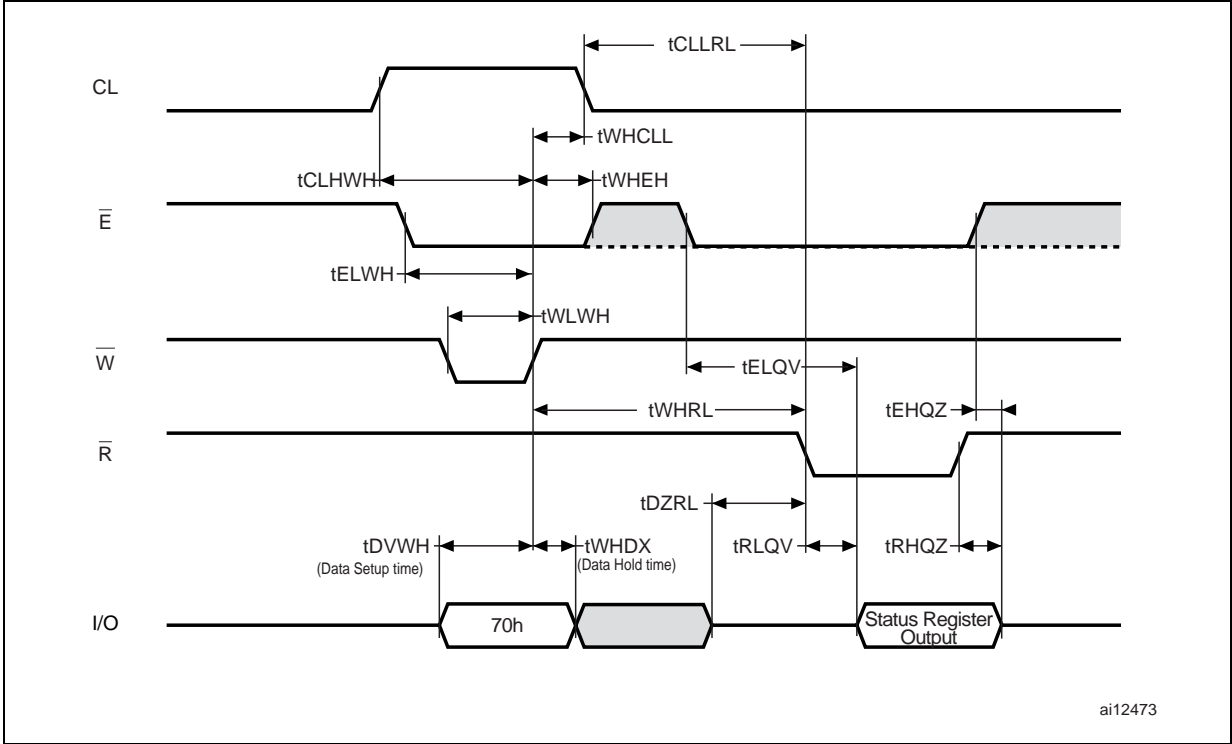 tCLLRL
CL
tWHCLL
tCLHWH
tWHEH
E
tELWH
tWLWH
W
tELQV
tWHRL
tEHQZ
R
tDZRL
tDVWH
(Data Setup time)
tWHDX
(Data Hold time)
tRLQV
tRHQZ
I/O
70h
Status Register
Output
ai12473